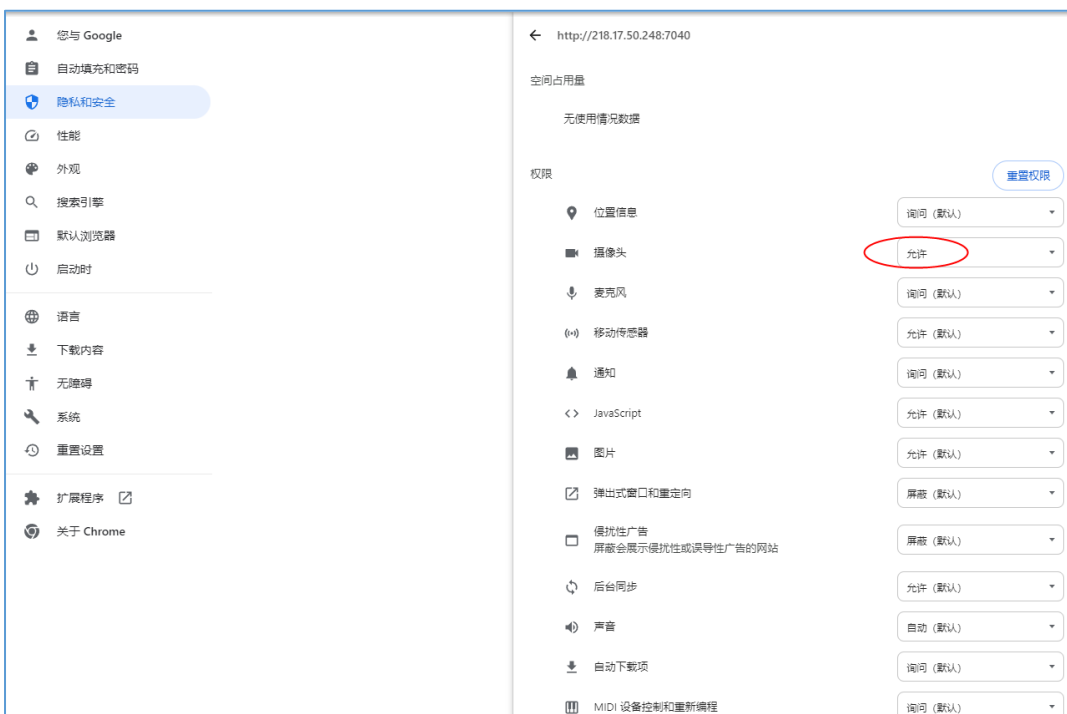 您与 Google
自动填充和密码
隐私和安全
性能
外观
搜索引擎
默认浏览器
启动时
语言
下载内容
无障碍
系统
重置设置
扩展程序
关于 Chrome
http://218.17.50.248:7040
空间占用量
无使用情况数据
权限
重置权限
位置信息 询问（默认）
摄像头 允许
麦克风 询问（默认）
移动传感器 允许（默认）
通知 询问（默认）
JavaScript 允许（默认）
图片 允许（默认）
弹出式窗口和重定向 屏蔽（默认）
侵扰性广告
屏蔽会展示侵扰性或误导性广告的网站 屏蔽（默认）
后台同步 允许（默认）
声音 自动（默认）
自动下载项 询问（默认）
MIDI 设备控制和重新编程 询问（默认）